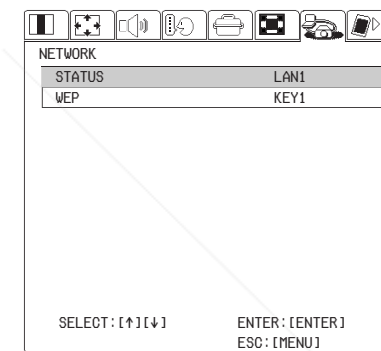 NETWORK
STATUS LAN1
WEP KEY1
SELECT:[↑][↓] ENTER:[ENTER]
ESC:[MENU]